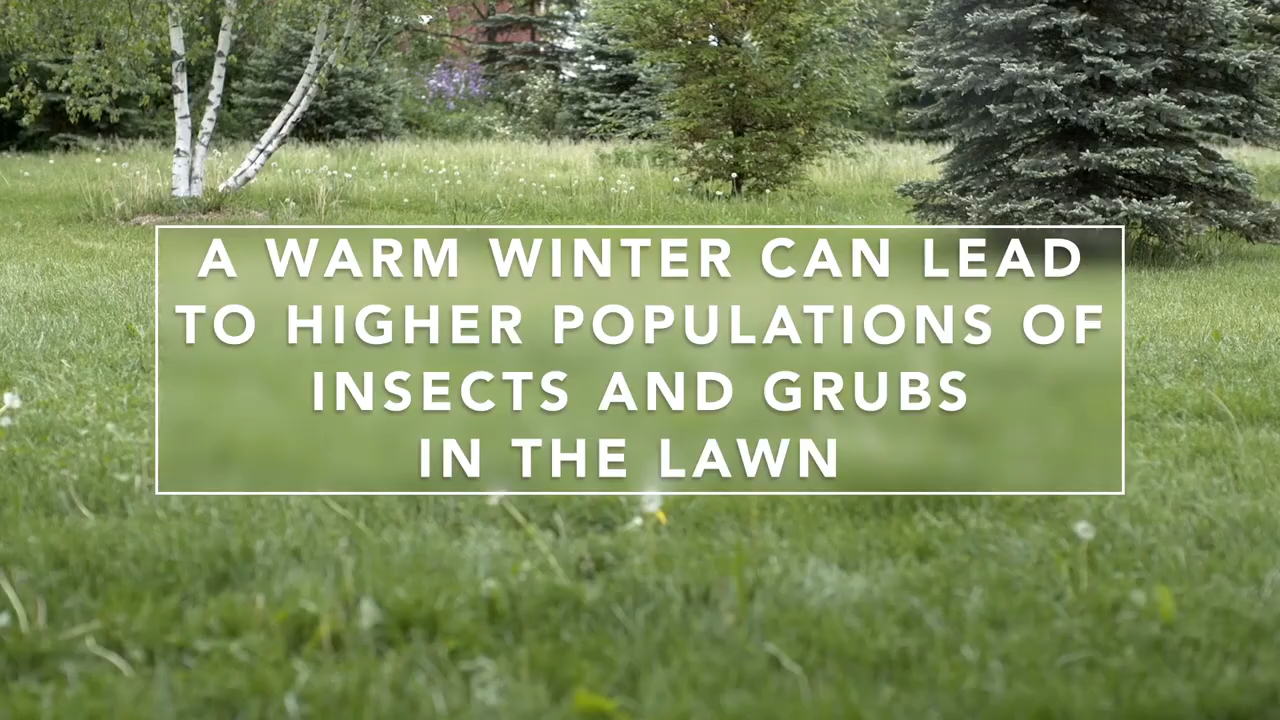 A WARM WINTER CAN LEAD
TO HIGHER POPULATIONS OF
INSECTS AND GRUBS
IN THE LAWN